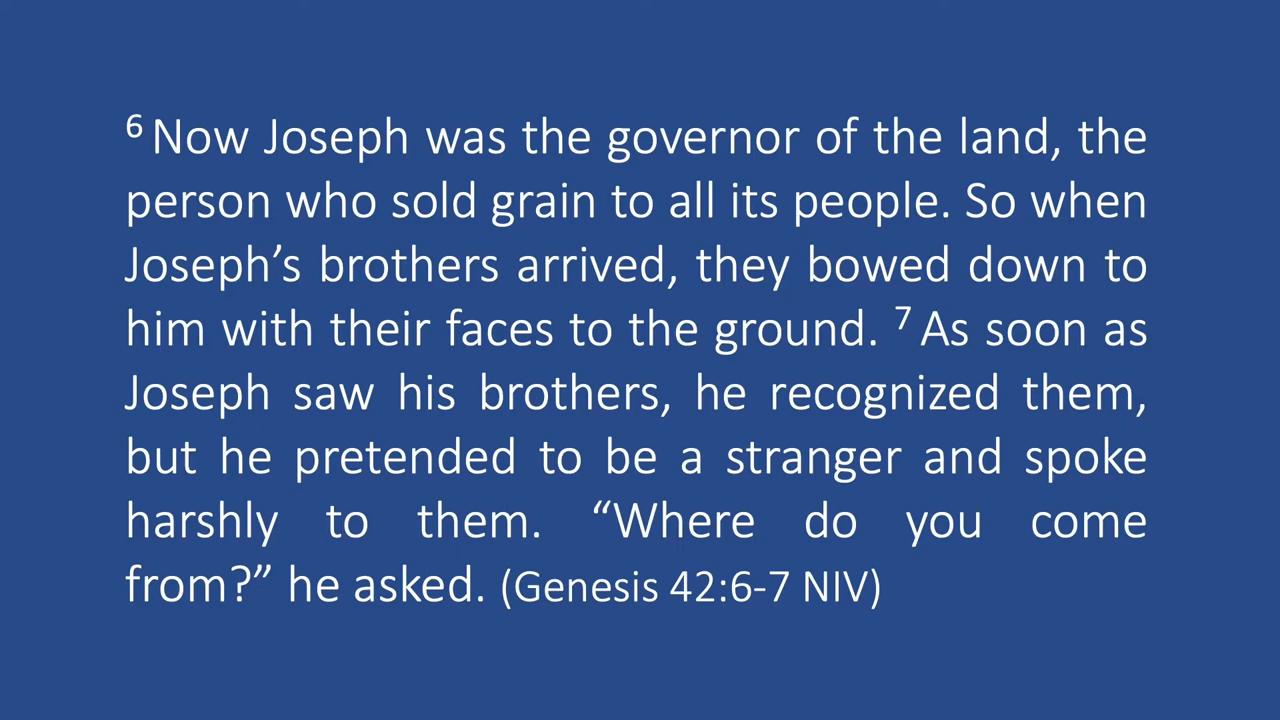 ⁶ Now Joseph was the governor of the land, the
person who sold grain to all its people. So when
Joseph’s brothers arrived, they bowed down to
him with their faces to the ground. ⁷ As soon as
Joseph saw his brothers, he recognized them,
but he pretended to be a stranger and spoke
harshly to them. “Where do you come
from?” he asked. (Genesis 42:6-7 NIV)